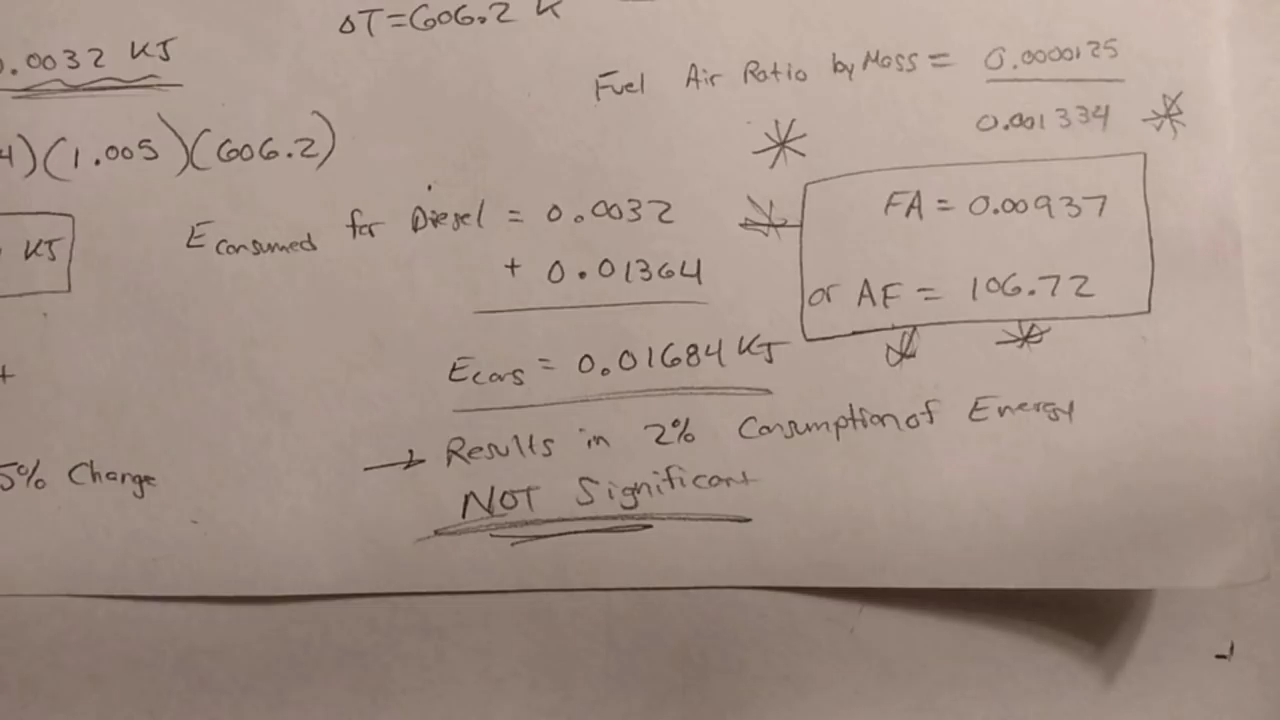 ΔT=606.2 K
.0032 KJ
Fuel Air Ratio by Mass = 0.0000125
0.001334
4)(1.005)(606.2)
KJ
E consumed for Diesel = 0.0032
+ 0.01364
FA = 0.00937
or AF = 106.72
Econs = 0.01684 KJ
→ Results in 2% Consumption of Energy
NOT Significant
5% Change